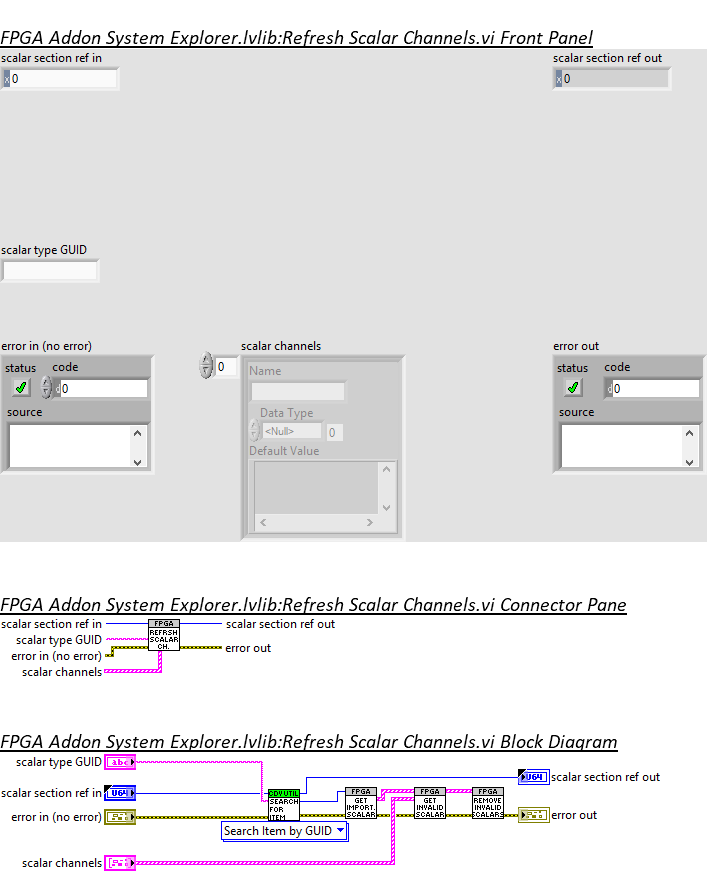 FPGA Addon System Explorer.lvlib:Refresh Scalar Channels.vi Front Panel
scalar section ref in
scalar section ref out
x 0
x 0
scalar type GUID
error in (no error)
scalar channels
error out
status code
0
Name
status code
d 0
d 0
source
Data Type
source
<Null> 0
Default Value
FPGA Addon System Explorer.lvlib:Refresh Scalar Channels.vi Connector Pane
scalar section ref in
FPGA
REFRSH
SCALAR
CH.
scalar section ref out
scalar type GUID
error in (no error)
error out
scalar channels
FPGA Addon System Explorer.lvlib:Refresh Scalar Channels.vi Block Diagram
scalar type GUID abc
U64 scalar section ref out
scalar section ref in U64
CDVUTIL
SEARCH
FOR
ITEM
FPGA
GET
IMPORT.
SCALAR
FPGA
GET
INVALID
SCALAR
FPGA
REMOVE
INVALID
SCALARS
error in (no error)
error out
Search Item by GUID
scalar channels